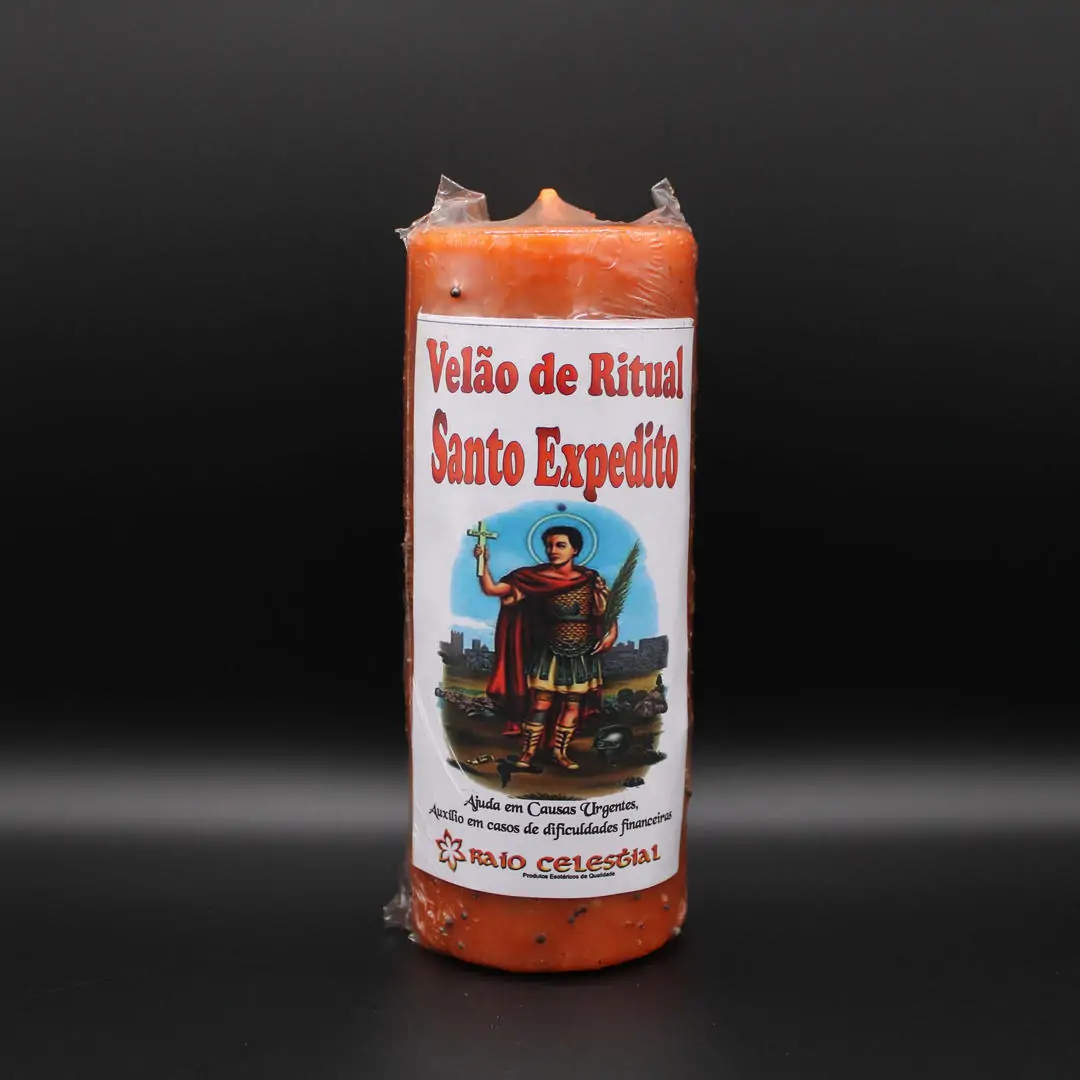 Velão de Ritual
Santo Expedito
Ajuda em Causas Urgentes,
Auxílio em casos de dificuldades financeiras
RAIO CELESTIAL
Produtos Esotéricos de Qualidade